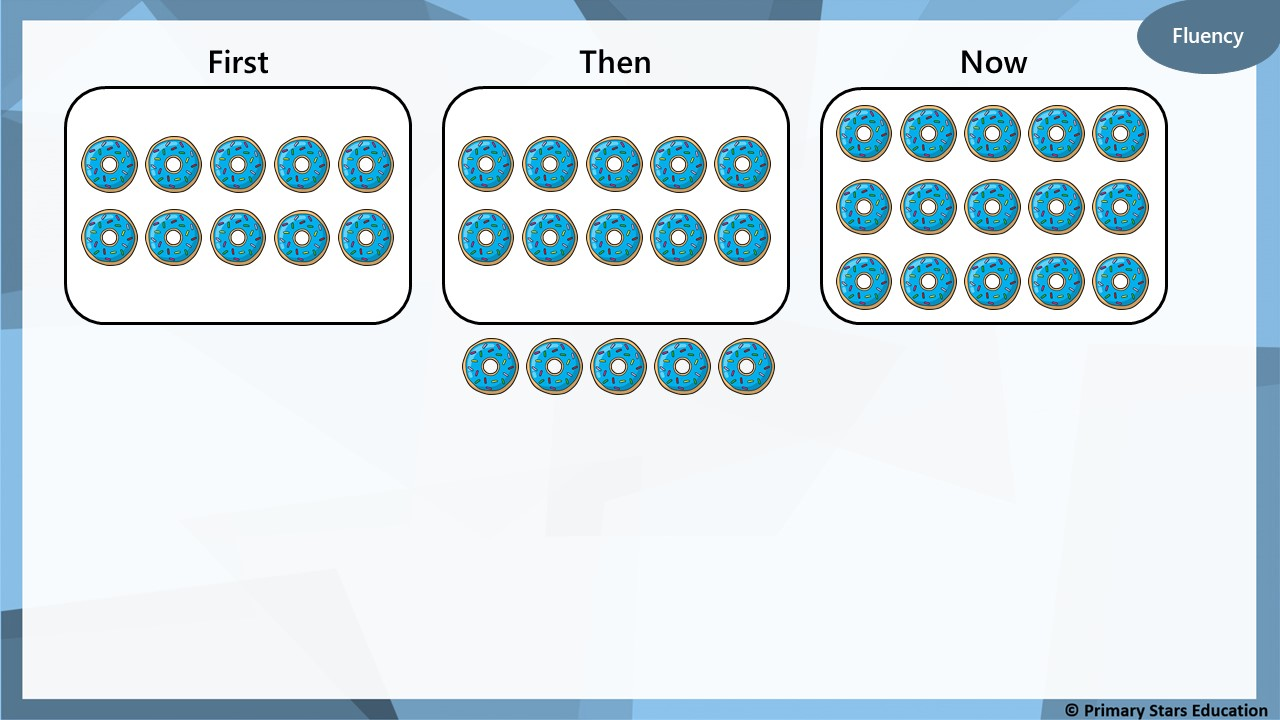 Fluency
First
Then
Now
© Primary Stars Education